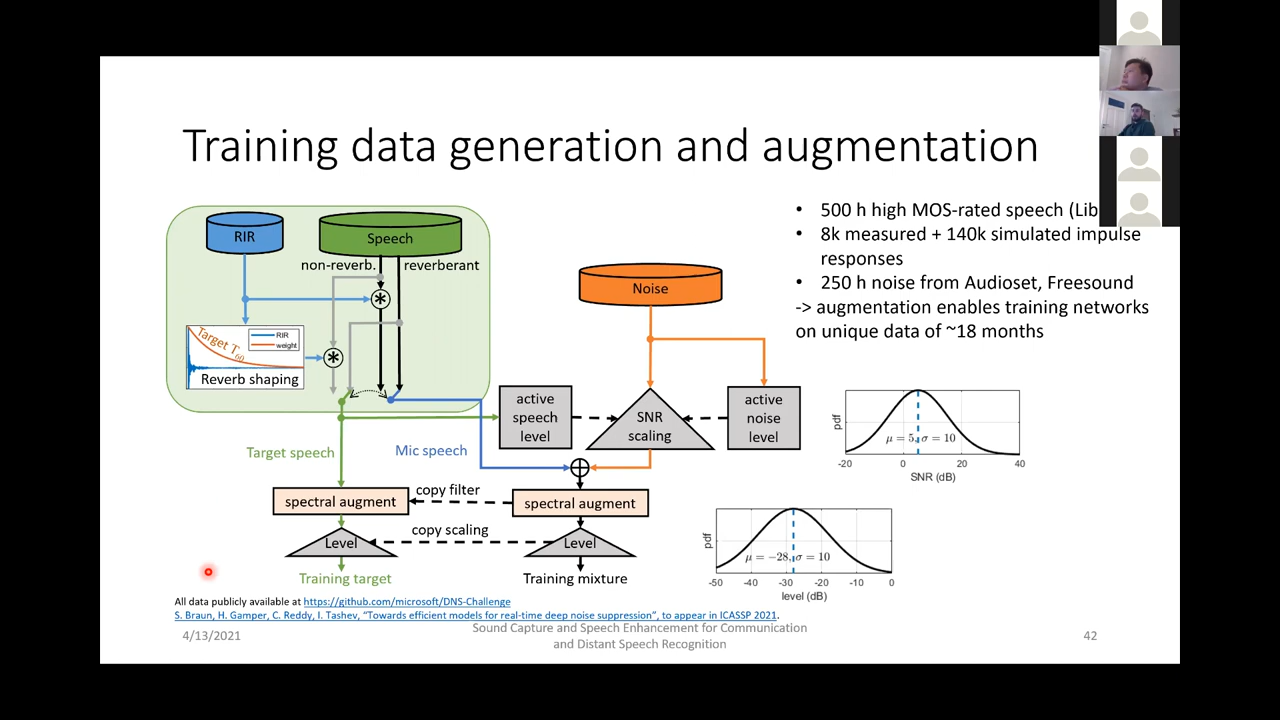 Training data generation and augmentation
RIR
Speech
non-reverb.
reverberant
*
Target T60
RIR
weight
*
Reverb shaping
Noise
• 500 h high MOS-rated speech (Lib
• 8k measured + 140k simulated impulse
responses
• 250 h noise from Audioset, Freesound
-> augmentation enables training networks
on unique data of ~18 months
active
speech
level
SNR
scaling
active
noise
level
pdf
μ = 5, σ = 10
-20 0 20 40
SNR (dB)
Target speech
Mic speech
spectral augment
copy filter
spectral augment
Level
copy scaling
Level
Training target
Training mixture
pdf
μ = −28, σ = 10
-50 -40 -30 -20 -10 0
level (dB)
All data publicly available at https://github.com/microsoft/DNS-Challenge
S. Braun, H. Gamper, C. Reddy, I. Tashev, “Towards efficient models for real-time deep noise suppression”, to appear in ICASSP 2021.
4/13/2021
Sound Capture and Speech Enhancement for Communication
and Distant Speech Recognition
42